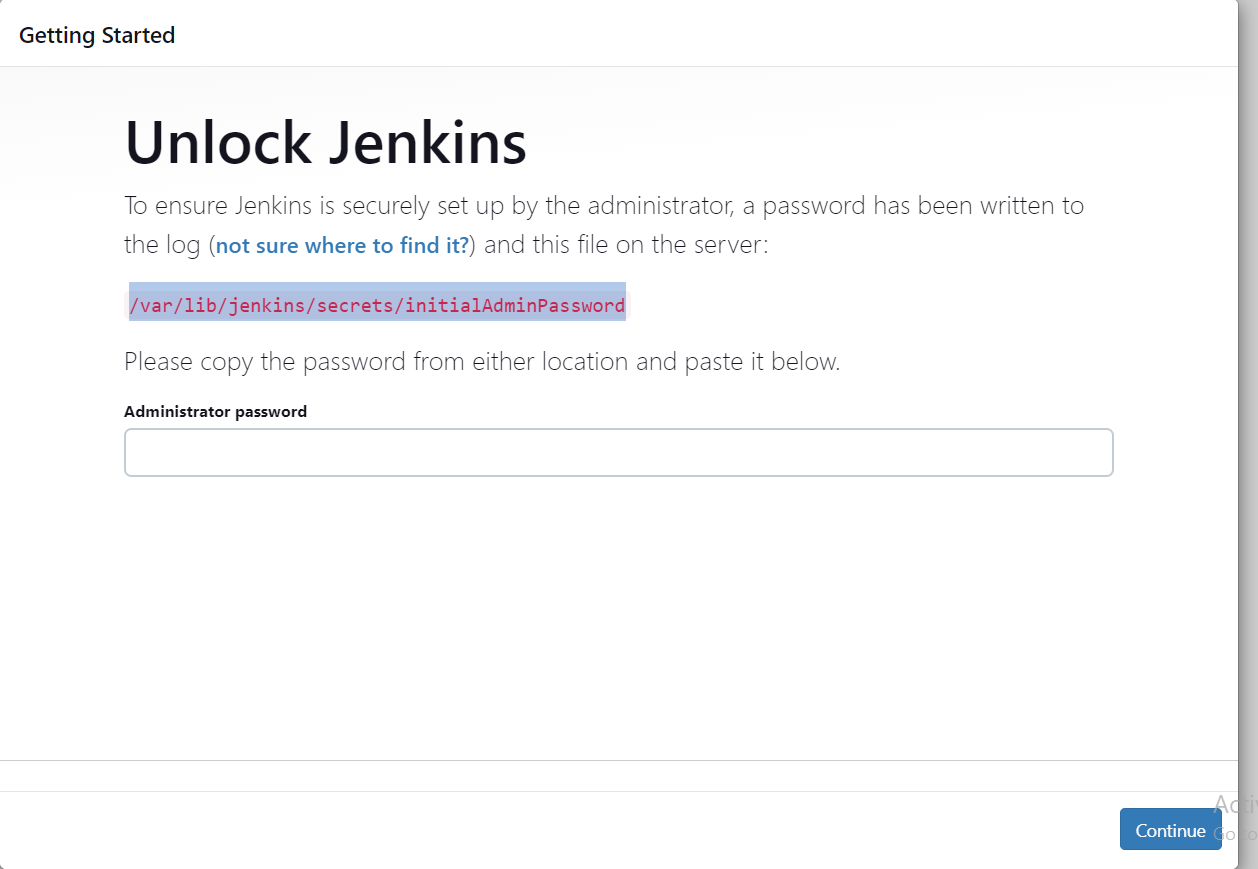 Getting Started
Unlock Jenkins
To ensure Jenkins is securely set up by the administrator, a password has been written to
the log (not sure where to find it?) and this file on the server:
/var/lib/jenkins/secrets/initialAdminPassword
Please copy the password from either location and paste it below.
Administrator password
Continue